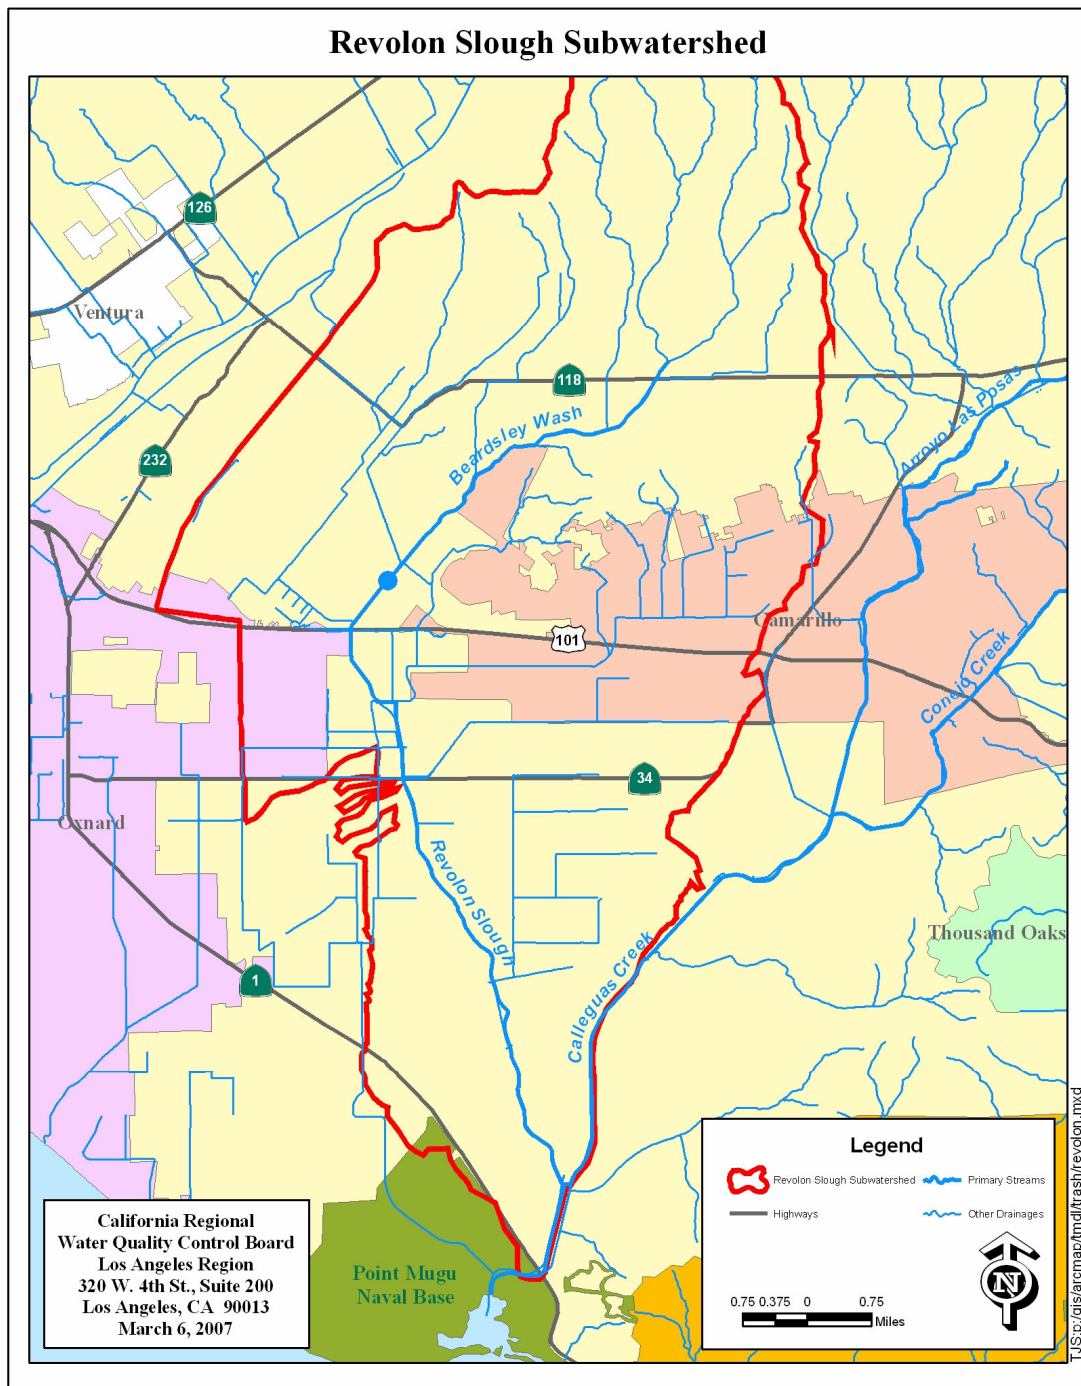 Revolon Slough Subwatershed
126
Ventura
118
Beardsley Wash
Arroyo Las Posas
232
Camarillo
101
Conejo Creek
34
Oxnard
Revolon Slough
Thousand Oaks
1
Calleguas Creek
Point Mugu
Naval Base
California Regional
Water Quality Control Board
Los Angeles Region
320 W. 4th St., Suite 200
Los Angeles, CA 90013
March 6, 2007
Legend
Revolon Slough Subwatershed
Primary Streams
Highways
Other Drainages
N
0.75 0.375 0 0.75
Miles
TJS:p:/gis/arcmap/tmdl/trash/revolon.mxd